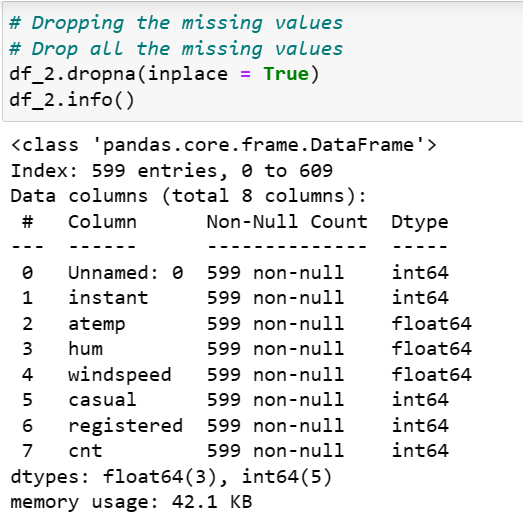 # Dropping the missing values
# Drop all the missing values
df_2.dropna(inplace = True)
df_2.info()
<class 'pandas.core.frame.DataFrame'>
Index: 599 entries, 0 to 609
Data columns (total 8 columns):
 #   Column      Non-Null Count  Dtype
---  ------      --------------  -----
 0   Unnamed: 0  599 non-null    int64
 1   instant     599 non-null    int64
 2   atemp       599 non-null    float64
 3   hum         599 non-null    float64
 4   windspeed   599 non-null    float64
 5   casual      599 non-null    int64
 6   registered  599 non-null    int64
 7   cnt         599 non-null    int64
dtypes: float64(3), int64(5)
memory usage: 42.1 KB